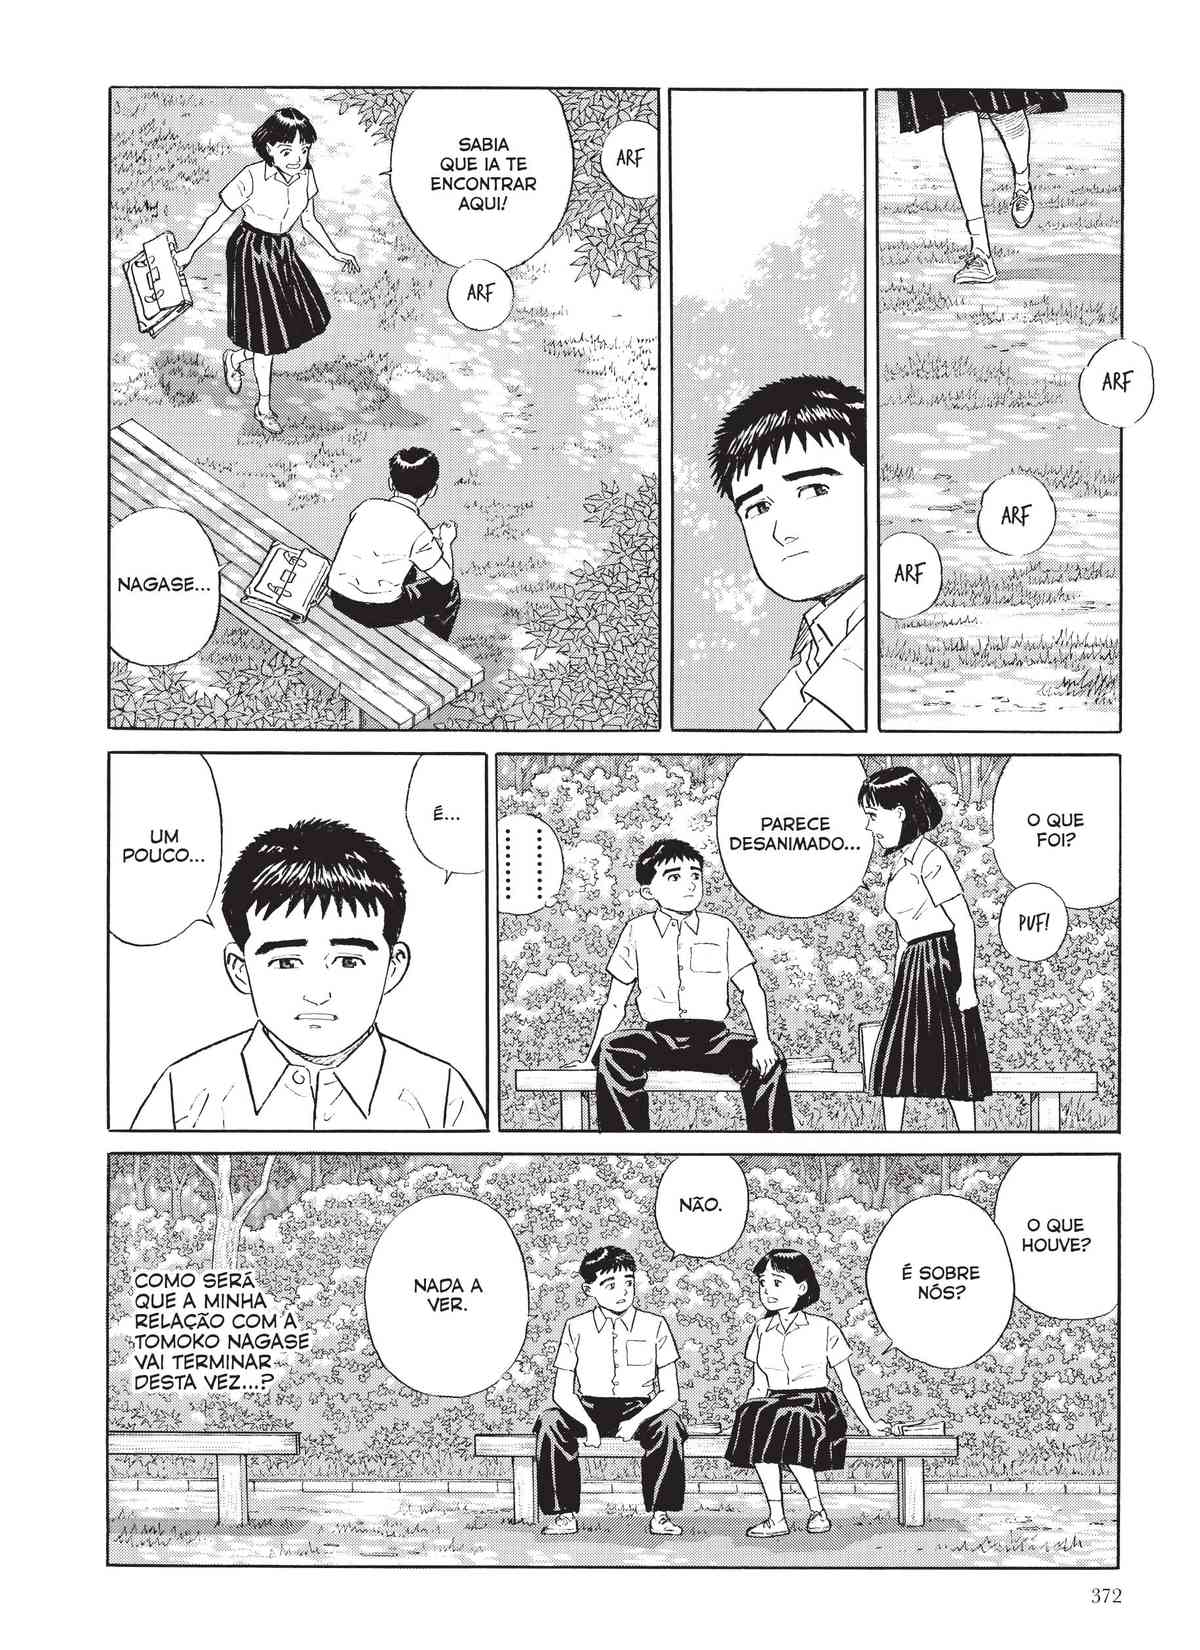 ARF
ARF
ARF
ARF
SABIA
QUE IA TE
ENCONTRAR
AQUI!
ARF
NAGASE...
O QUE
FOI?
PUF!
PARECE
DESANIMADO...
É...
UM
POUCO...
O QUE
HOUVE?
É SOBRE
NÓS?
NÃO.
NADA A
VER.
COMO SERÁ
QUE A MINHA
RELAÇÃO COM A
TOMOKO NAGASE
VAI TERMINAR
DESTA VEZ...?
372